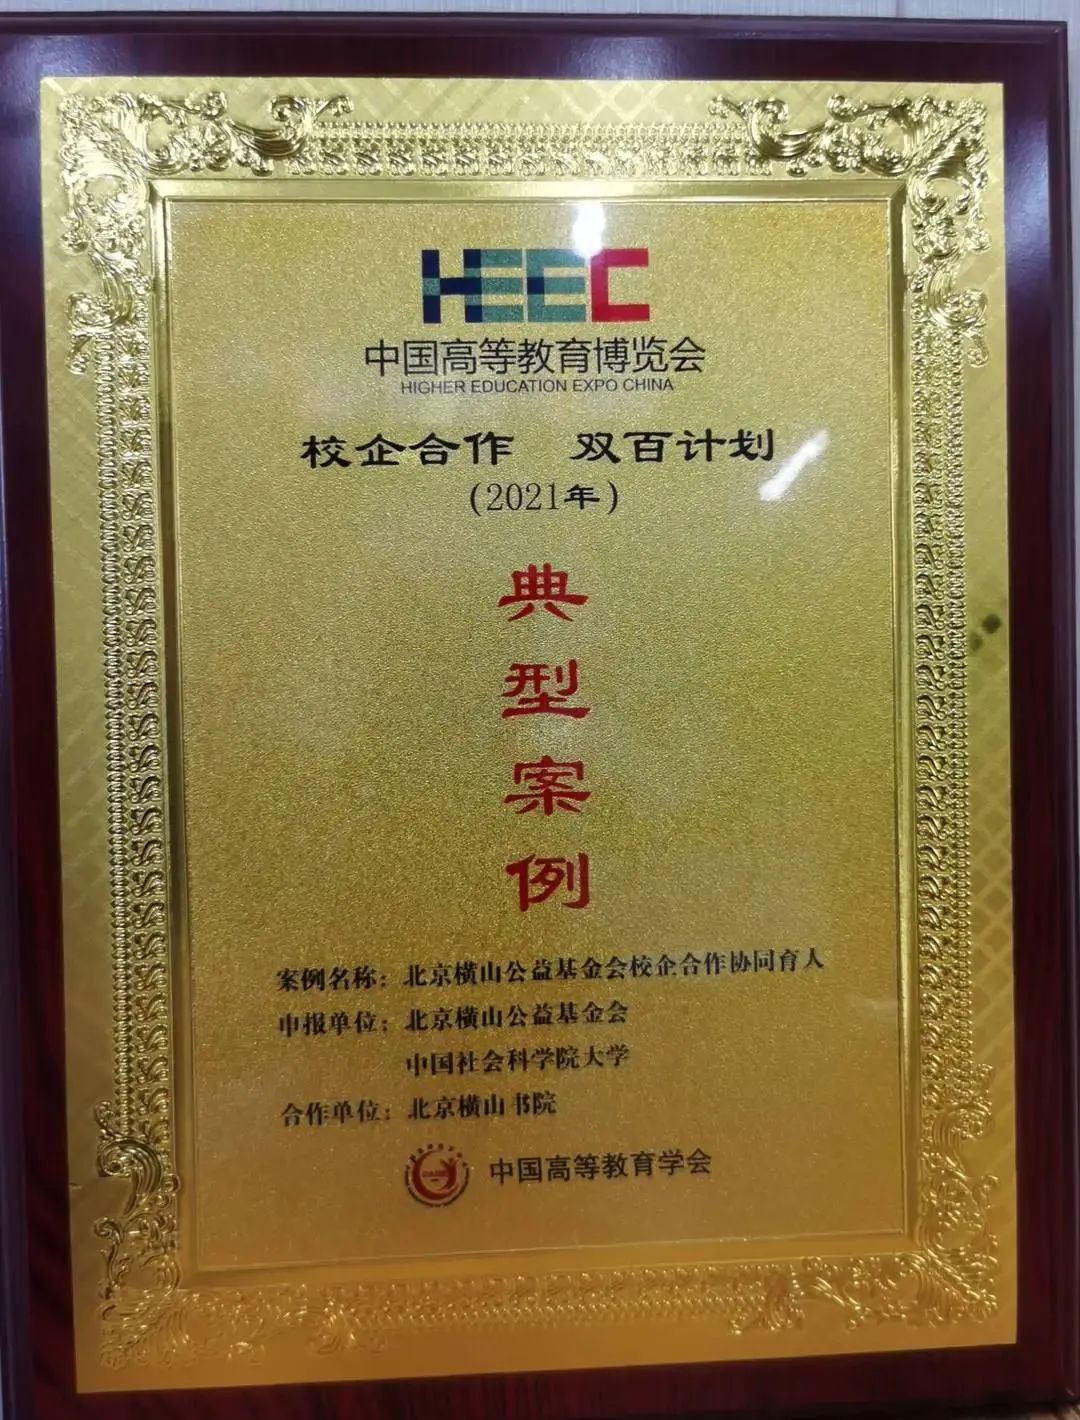 HEEC
中国高等教育博览会
HIGHER EDUCATION EXPO CHINA
校企合作 双百计划
(2021年)
典
型
案
例
案例名称：北京横山公益基金会校企合作协同育人
申报单位：北京横山公益基金会
中国社会科学院大学
合作单位：北京横山书院
中国高等教育学会